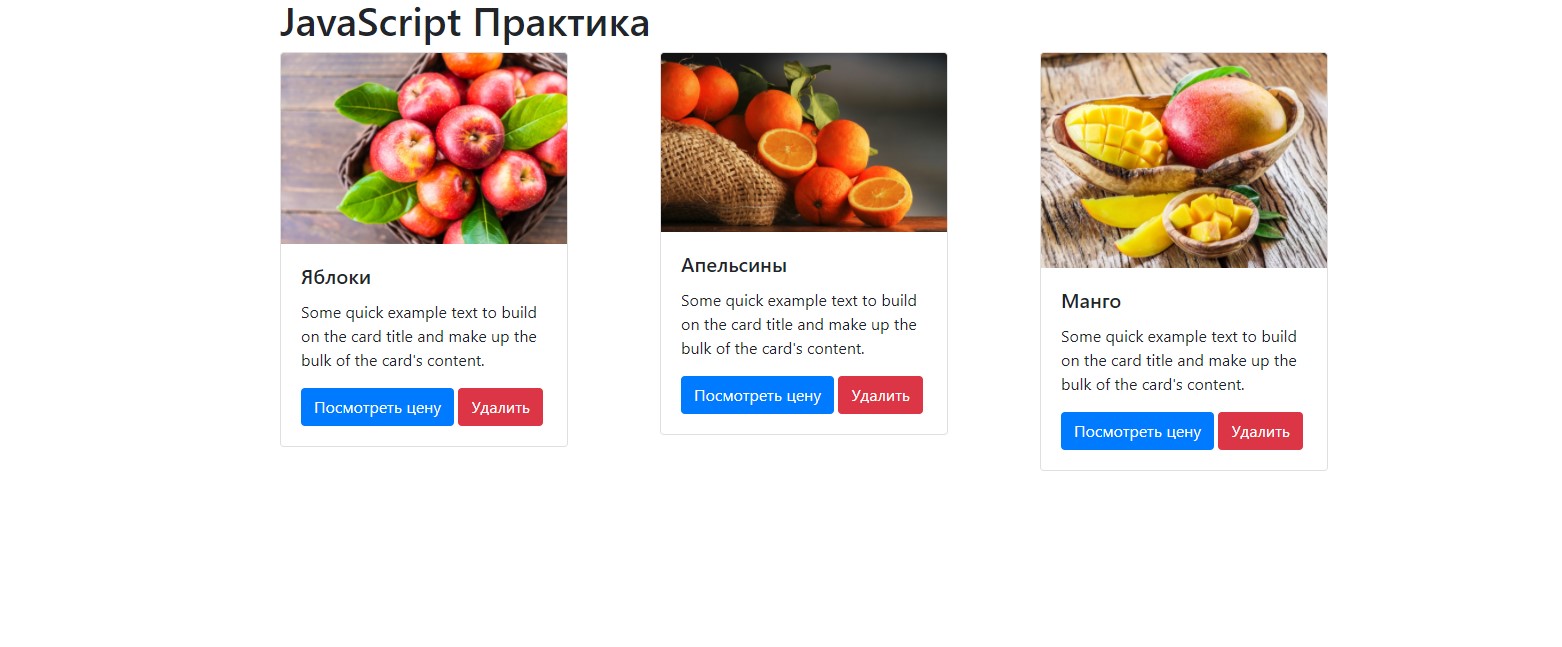 JavaScript Практика
Яблоки
Some quick example text to build
on the card title and make up the
bulk of the card's content.
Посмотреть цену
Удалить
Апельсины
Some quick example text to build
on the card title and make up the
bulk of the card's content.
Посмотреть цену
Удалить
Манго
Some quick example text to build
on the card title and make up the
bulk of the card's content.
Посмотреть цену
Удалить